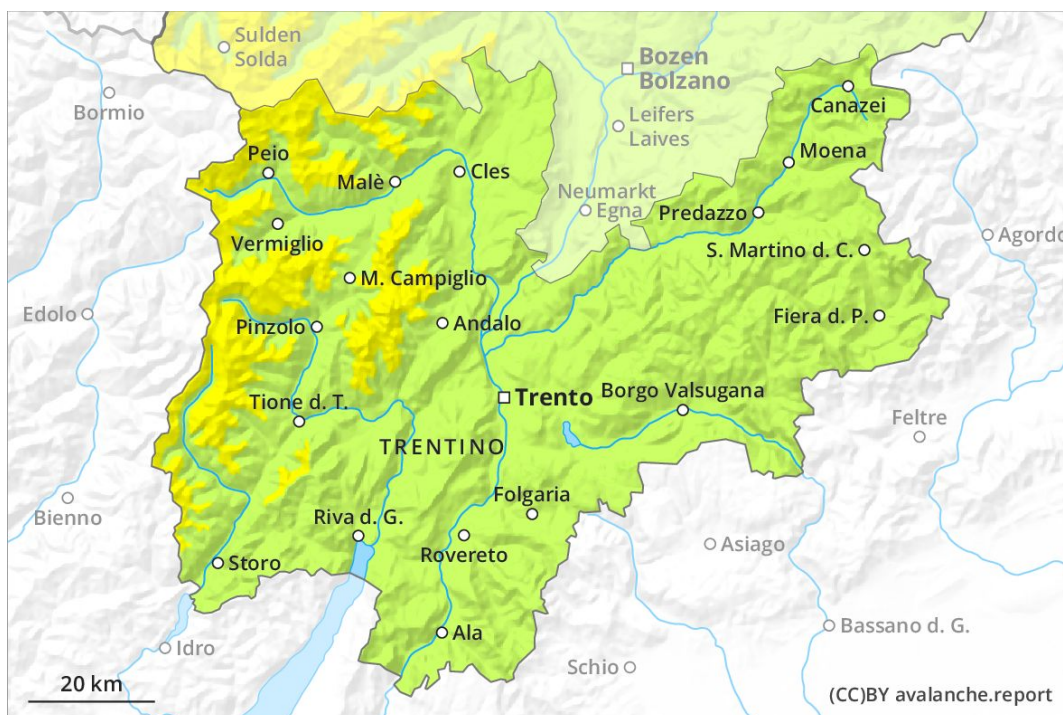 Sulden
Solda
Bozen
Bolzano
Bormio
Canazei
Leifers
Laives
Peio
Malè
Cles
Moena
Neumarkt
Egna
Predazzo
Vermiglio
S. Martino d. C.
Agordo
M. Campiglio
Edolo
Pinzolo
Andalo
Fiera d. P.
Tione d. T.
Trento
Borgo Valsugana
Feltre
TRENTINO
Bienno
Riva d. G.
Folgaria
Rovereto
Asiago
Storo
Ala
Bassano d. G.
Idro
Schio
20 km
(CC)BY avalanche.report